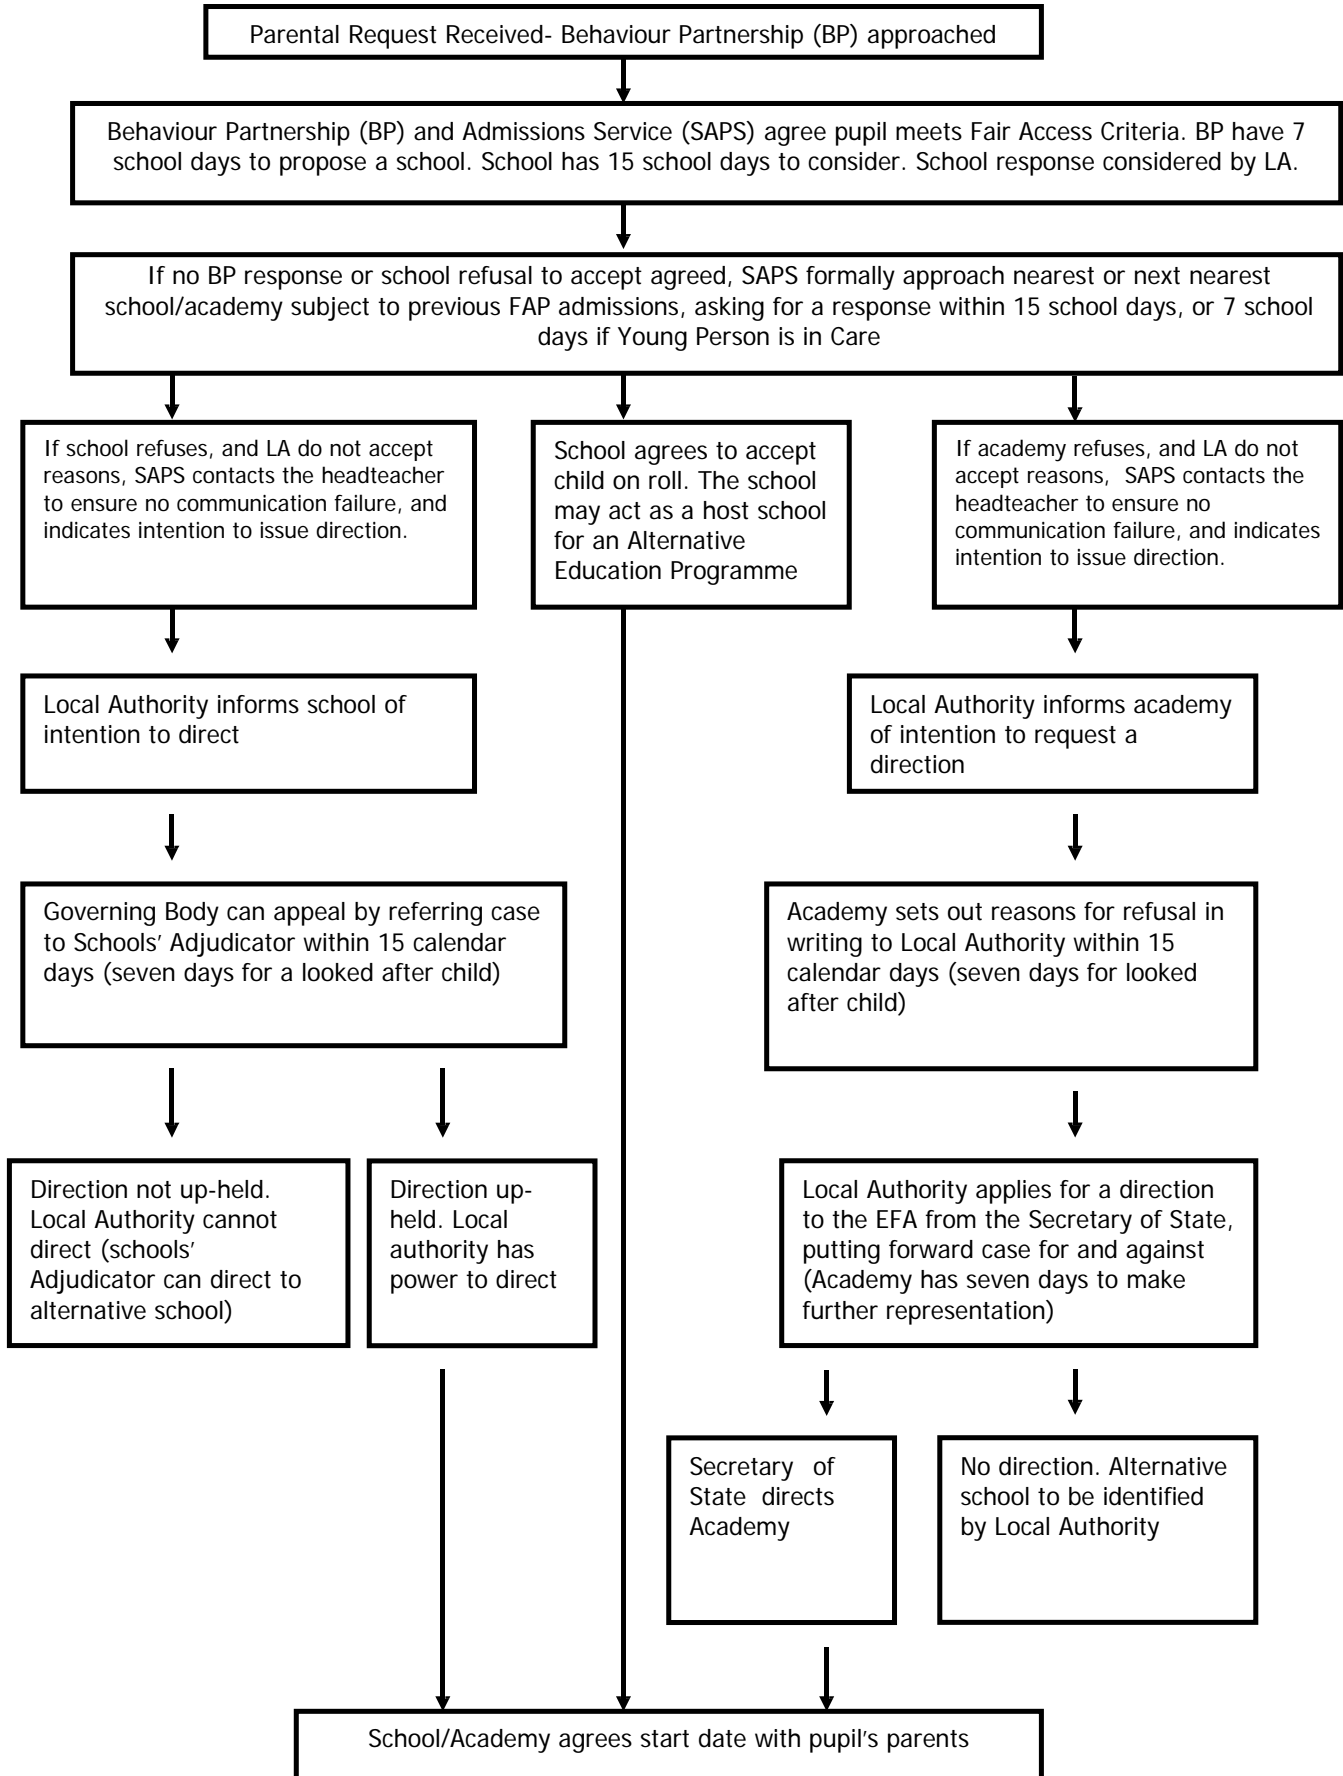 Parental Request Received- Behaviour Partnership (BP) approached
Behaviour Partnership (BP) and Admissions Service (SAPS) agree pupil meets Fair Access Criteria. BP have 7
school days to propose a school. School has 15 school days to consider. School response considered by LA.
If no BP response or school refusal to accept agreed, SAPS formally approach nearest or next nearest
school/academy subject to previous FAP admissions, asking for a response within 15 school days, or 7 school
days if Young Person is in Care
If school refuses, and LA do not accept
reasons, SAPS contacts the headteacher
to ensure no communication failure, and
indicates intention to issue direction.
School agrees to accept
child on roll. The school
may act as a host school
for an Alternative
Education Programme
If academy refuses, and LA do not
accept reasons,  SAPS contacts the
headteacher to ensure no
communication failure, and indicates
intention to issue direction.
Local Authority informs school of
intention to direct
Local Authority informs academy
of intention to request a
direction
Governing Body can appeal by referring case
to Schools’ Adjudicator within 15 calendar
days (seven days for a looked after child)
Academy sets out reasons for refusal in
writing to Local Authority within 15
calendar days (seven days for looked
after child)
Direction not up-held.
Local Authority cannot
direct (schools’
Adjudicator can direct to
alternative school)
Direction up-
held. Local
authority has
power to direct
Local Authority applies for a direction
to the EFA from the Secretary of State,
putting forward case for and against
(Academy has seven days to make
further representation)
Secretary of
State directs
Academy
No direction. Alternative
school to be identified
by Local Authority
School/Academy agrees start date with pupil’s parents